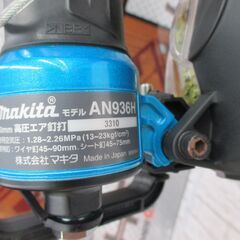 makita モデル AN936H
高圧エア釘打
3310
1.28~2.26MPa (13~23kgf/cm²)
ワイヤ釘45~90mm、シート釘45~75mm
株式会社マキタ Made in Japan